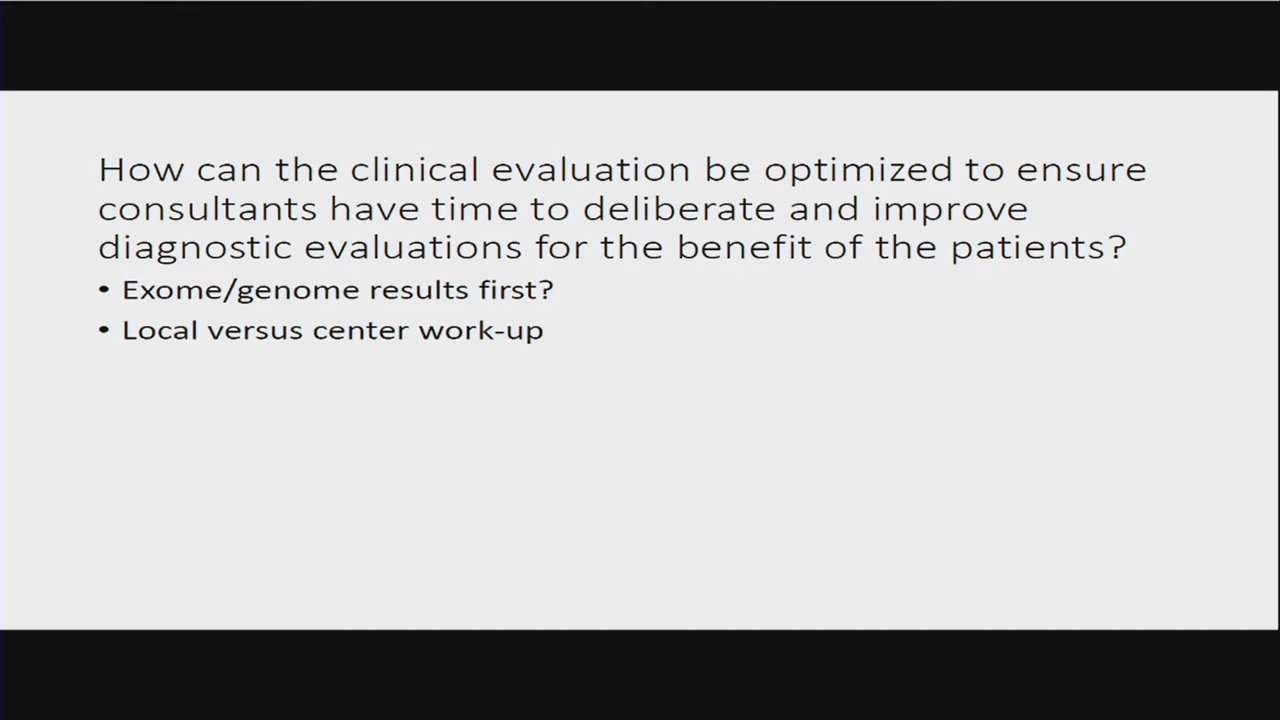 How can the clinical evaluation be optimized to ensure
consultants have time to deliberate and improve
diagnostic evaluations for the benefit of the patients?
• Exome/genome results first?
• Local versus center work-up